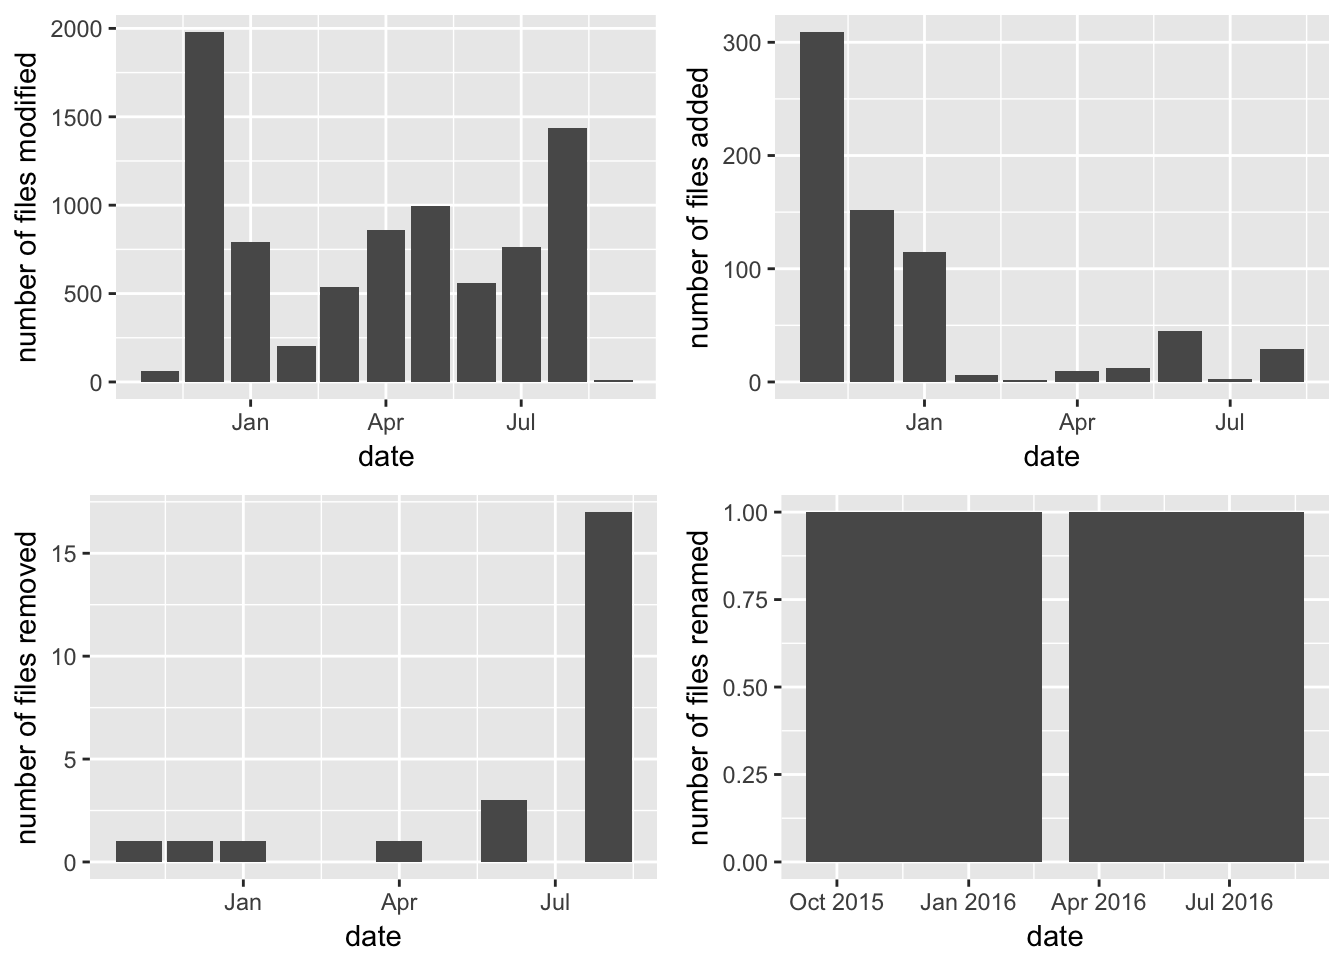 number of files modified
2000
1500
1000
500
0
Jan Apr Jul
date
number of files added
300
200
100
0
Jan Apr Jul
date
number of files removed
15
10
5
0
Jan Apr Jul
date
number of files renamed
1.00
0.75
0.50
0.25
0.00
Oct 2015 Jan 2016 Apr 2016 Jul 2016
date